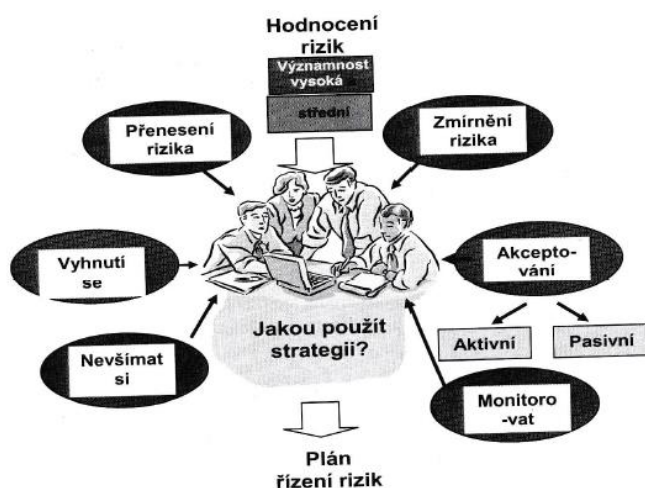 Hodnocení
rizik
Významnost
vysoká
střední
Přenesení
rizika
Zmírnění
rizika
Vyhnutí
se
Akcepto-
vání
Jakou použít
strategii?
Aktivní
Pasivní
Nevšímat
si
Monitoro
-vat
Plán
řízení rizik